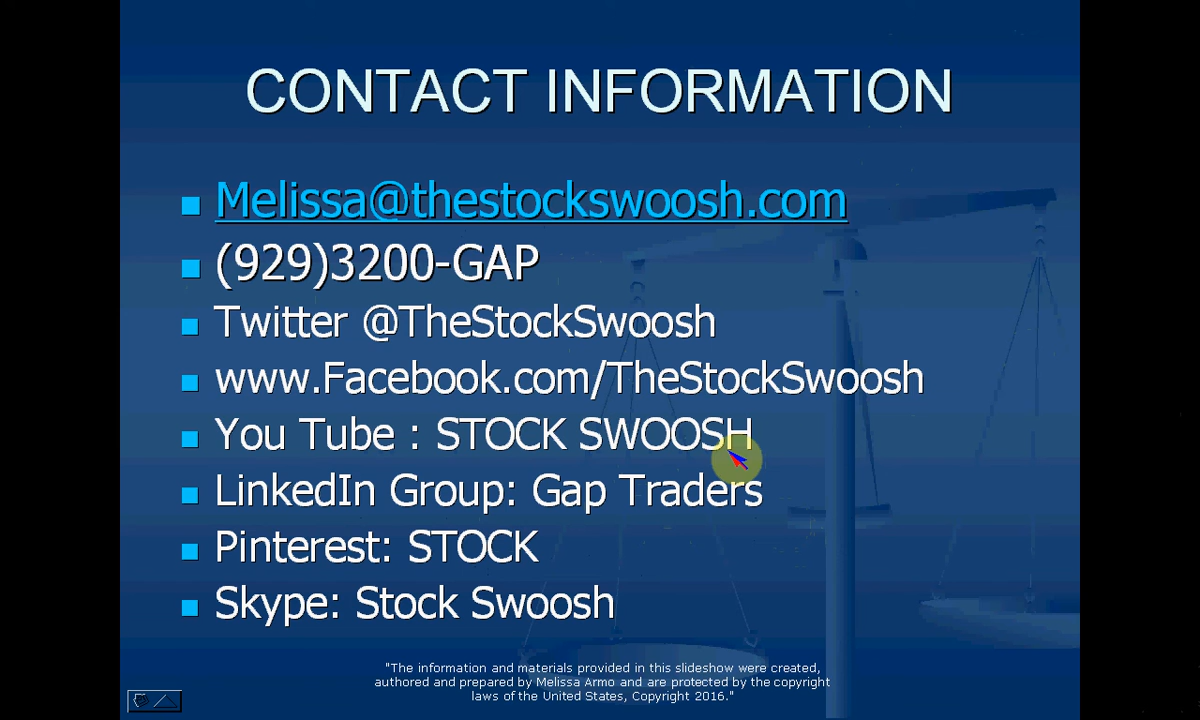 CONTACT INFORMATION
Melissa@thestockswoosh.com
(929)3200-GAP
Twitter @TheStockSwoosh
www.Facebook.com/TheStockSwoosh
You Tube : STOCK SWOOSH
LinkedIn Group: Gap Traders
Pinterest: STOCK
Skype: Stock Swoosh
"The information and materials provided in this slideshow were created,
authored and prepared by Melissa Armo and are protected by the copyright
laws of the United States, Copyright 2016."